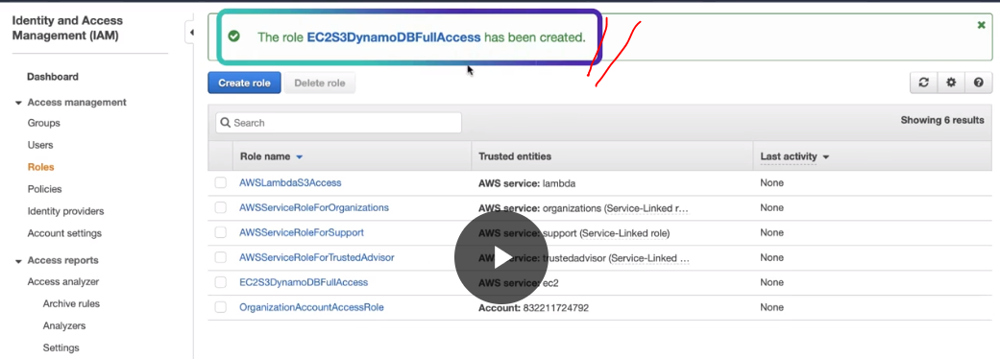 Identity and Access
Management (IAM)
The role EC2S3DynamoDBFullAccess has been created.
Dashboard
Create role Delete role
Access management
Groups
Search
Showing 6 results
Users
Role name Trusted entities Last activity
Roles
AWSLambdaS3Access AWS service: lambda None
Policies
AWSServiceRoleForOrganizations AWS service: organizations (Service-Linked r… None
Identity providers
AWSServiceRoleForSupport AWS service: support (Service-Linked role) None
Account settings
AWSServiceRoleForTrustedAdvisor AWS service: trustedadvisor (Service-Linked … None
Access reports
EC2S3DynamoDBFullAccess AWS service: ec2 None
Access analyzer
OrganizationAccountAccessRole Account: 832211724792 None
Archive rules
Analyzers
Settings